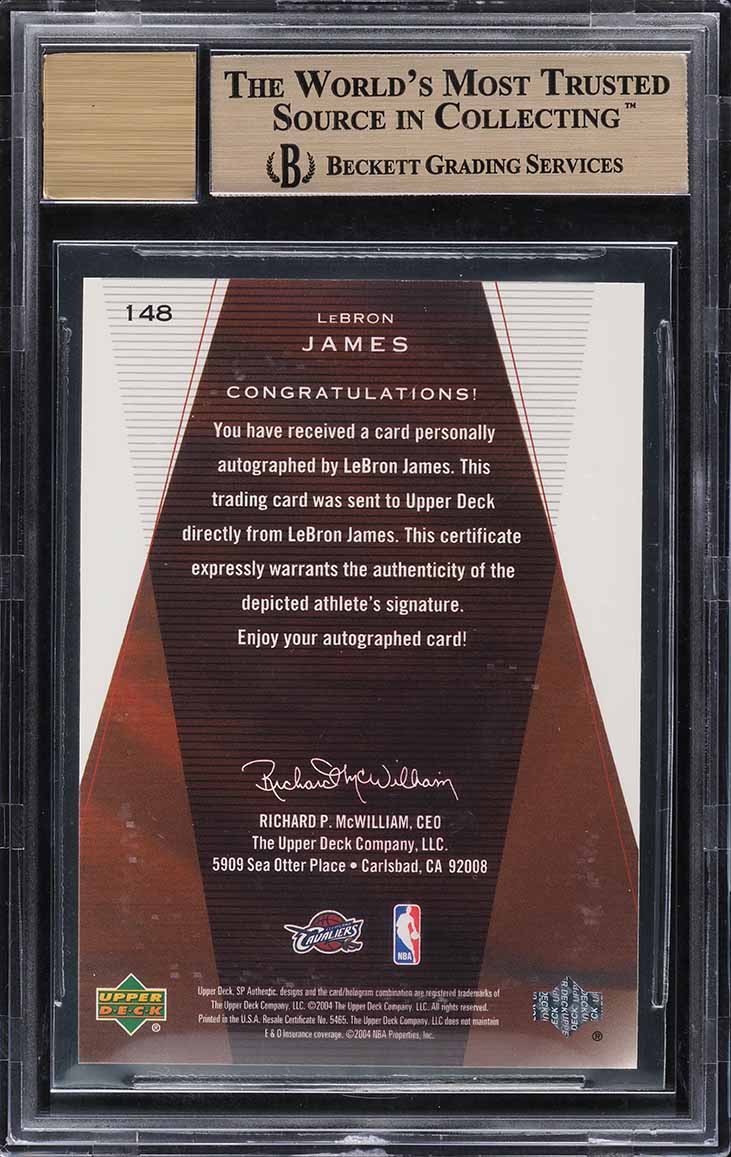 THE WORLD'S MOST TRUSTED
SOURCE IN COLLECTING™
B BECKETT GRADING SERVICES
148
LEBRON
JAMES
CONGRATULATIONS!
You have received a card personally
autographed by LeBron James. This
trading card was sent to Upper Deck
directly from LeBron James. This certificate
expressly warrants the authenticity of the
depicted athlete's signature.
Enjoy your autographed card!
Richard McWilliam
RICHARD P. McWILLIAM, CEO
The Upper Deck Company, LLC.
5909 Sea Otter Place • Carlsbad, CA 92008
CAVALIERS
NBA
UPPER
DECK
®
Upper Deck, SP Authentic, designs and the card/hologram combination are registered trademarks of
The Upper Deck Company, LLC. ©2004 The Upper Deck Company, LLC. All rights reserved.
Printed in the U.S.A. Resale Certificate No. 5465. The Upper Deck Company, LLC does not maintain
E & O Insurance coverage. ©2004 NBA Properties, Inc.
®